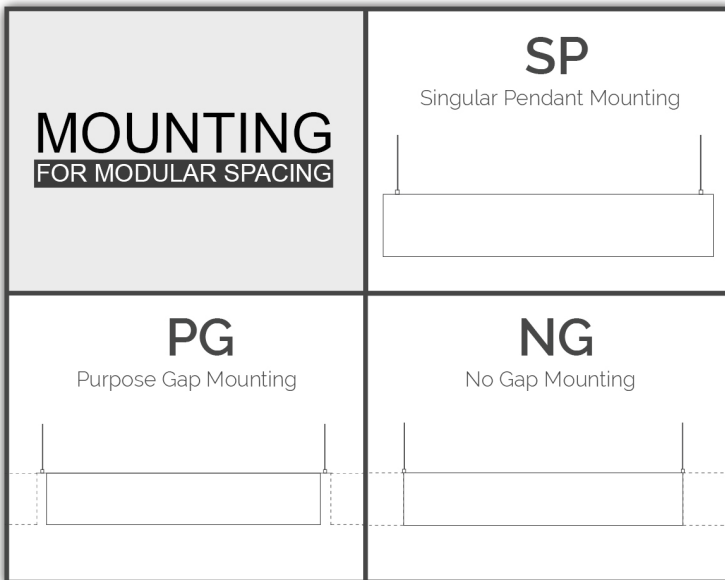 MOUNTING
FOR MODULAR SPACING
SP
Singular Pendant Mounting
PG
Purpose Gap Mounting
NG
No Gap Mounting